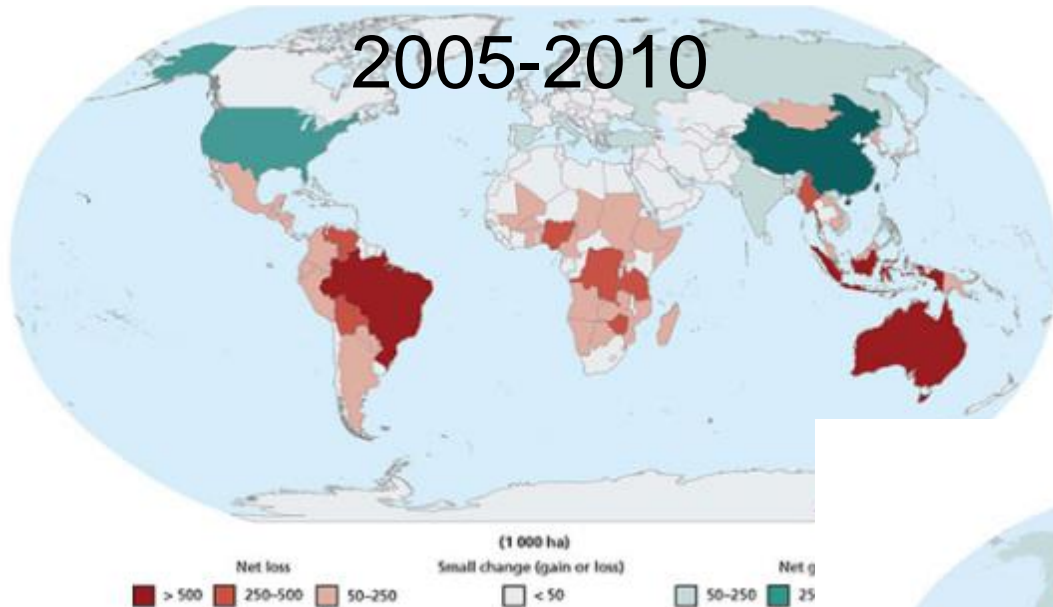 2005-2010
(1 000 ha)
Net loss Small change (gain or loss) Net g
> 500 250–500 50–250 < 50 50–250 25